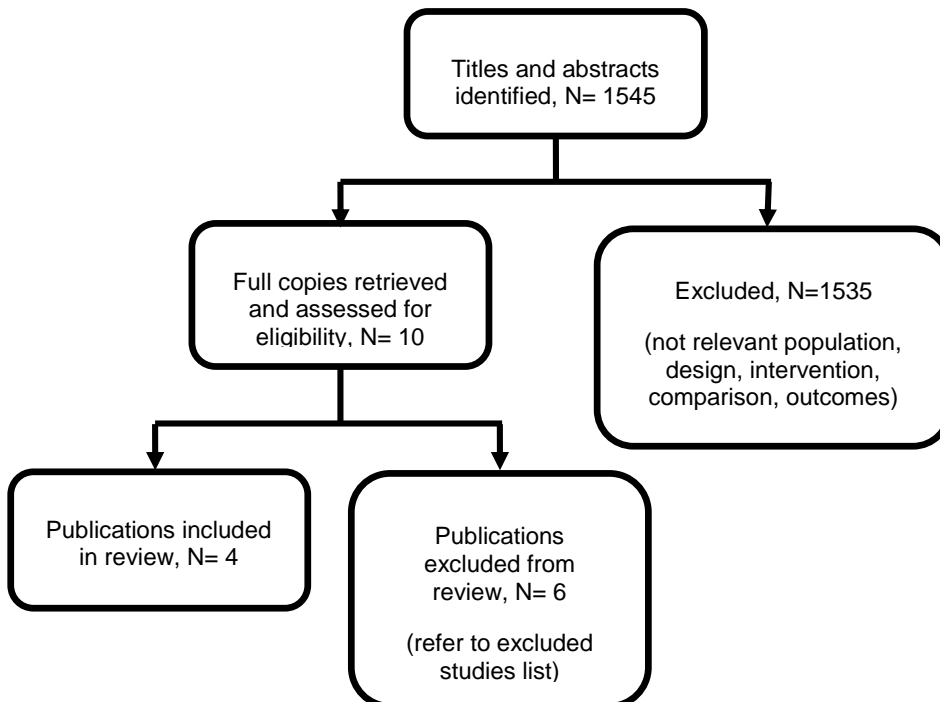 Titles and abstracts
identified, N= 1545
Full copies retrieved
and assessed for
eligibility, N= 10
Excluded, N=1535
(not relevant population,
design, intervention,
comparison, outcomes)
Publications included
in review, N= 4
Publications
excluded from
review, N= 6
(refer to excluded
studies list)